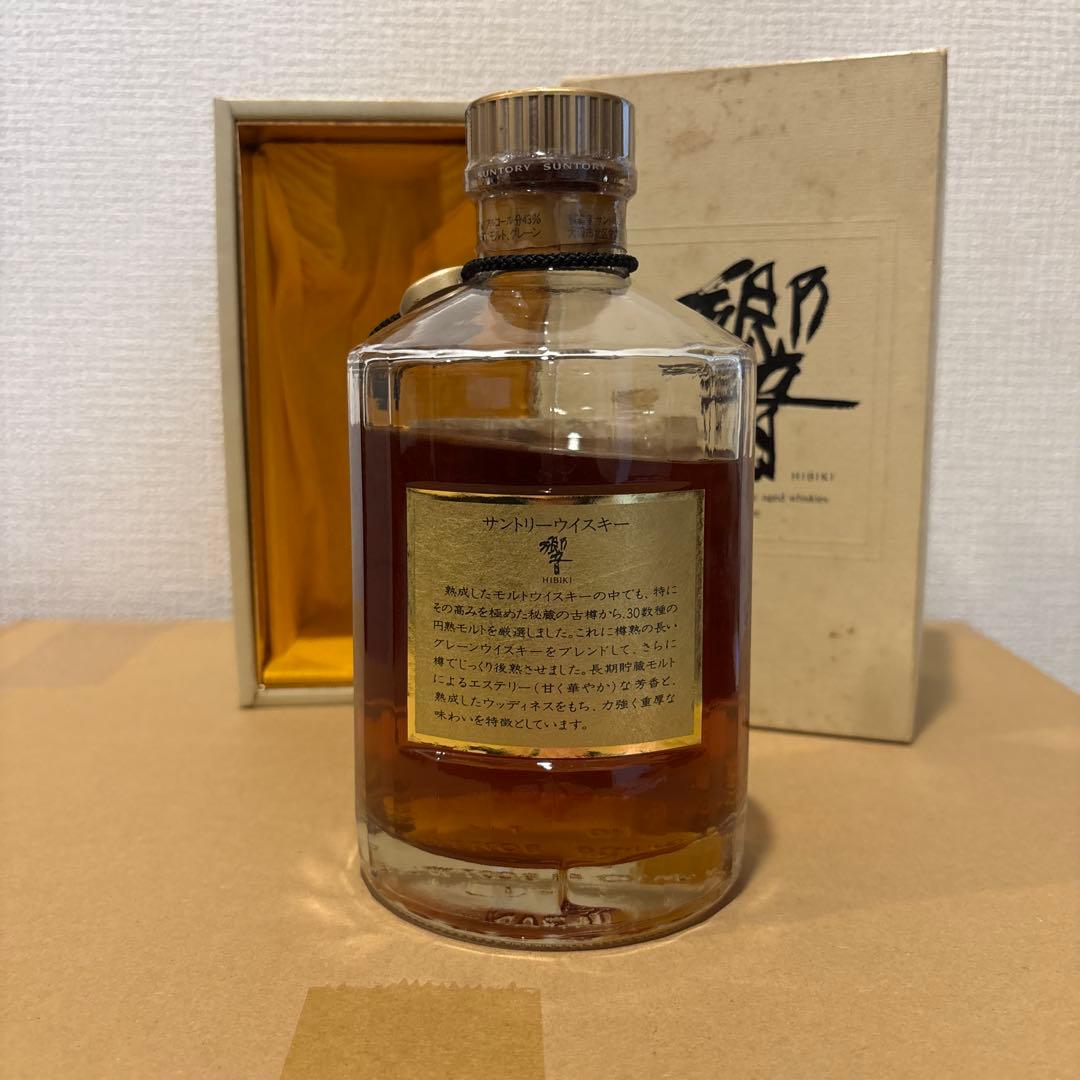 SUNTORY SUNTORY
アルコール分43%
モルト、グレーン
サントリーウイスキー
響
HIBIKI
熟成したモルトウイスキーの中でも、特に
その高みを極めた秘蔵の古樽から、30数種の
円熟モルトを厳選しました。これに樽熟の長い
グレーンウイスキーをブレンドして、さらに
樽でじっくり後熟させました。長期貯蔵モルト
によるエステリー(甘く華やか)な芳香と、
熟成したウッディネスをもち、力強く重厚な
味わいを特徴としています。
響
HIBIKI
aged whiskies